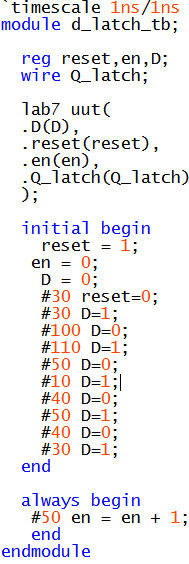 `timescale 1ns/1ns
module d_latch_tb;
reg reset,en,D;
wire Q_latch;
lab7 uut(
.D(D),
.reset(reset),
.en(en),
.Q_latch(Q_latch)
);
initial begin
reset = 1;
en = 0;
D = 0;
#30 reset=0;
#30 D=1;
#100 D=0;
#110 D=1;
#50 D=0;
#10 D=1;
#40 D=0;
#50 D=1;
#40 D=0;
#30 D=1;
end
always begin
#50 en = en + 1;
end
endmodule